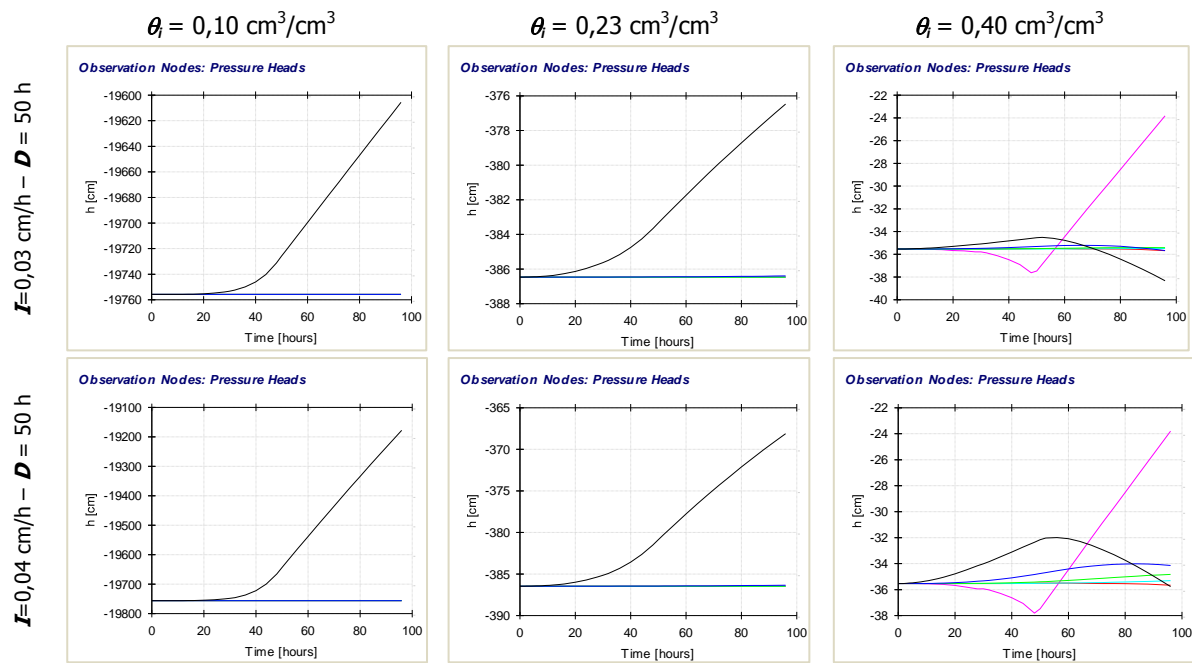 θi = 0,10 cm³/cm³
θi = 0,23 cm³/cm³
θi = 0,40 cm³/cm³
I=0,03 cm/h – D = 50 h
Observation Nodes: Pressure Heads
-19600
-19620
-19640
-19660
-19680
-19700
-19720
-19740
-19760
h [cm]
0 20 40 60 80 100
Time [hours]
Observation Nodes: Pressure Heads
-376
-378
-380
-382
-384
-386
-388
h [cm]
0 20 40 60 80 100
Time [hours]
Observation Nodes: Pressure Heads
-22
-24
-26
-28
-30
-32
-34
-36
-38
-40
h [cm]
0 20 40 60 80 100
Time [hours]
I=0,04 cm/h – D = 50 h
Observation Nodes: Pressure Heads
-19100
-19200
-19300
-19400
-19500
-19600
-19700
-19800
h [cm]
0 20 40 60 80 100
Time [hours]
Observation Nodes: Pressure Heads
-365
-370
-375
-380
-385
-390
h [cm]
0 20 40 60 80 100
Time [hours]
Observation Nodes: Pressure Heads
-22
-24
-26
-28
-30
-32
-34
-36
-38
h [cm]
0 20 40 60 80 100
Time [hours]